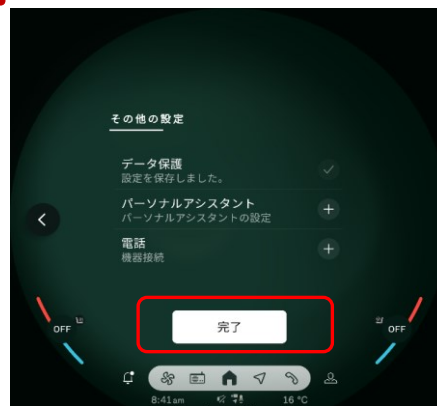 その他の設定
データ保護
設定を保存しました。
パーソナルアシスタント
パーソナルアシスタントの設定
電話
機器接続
OFF
OFF
完了
8:41am
16 °C